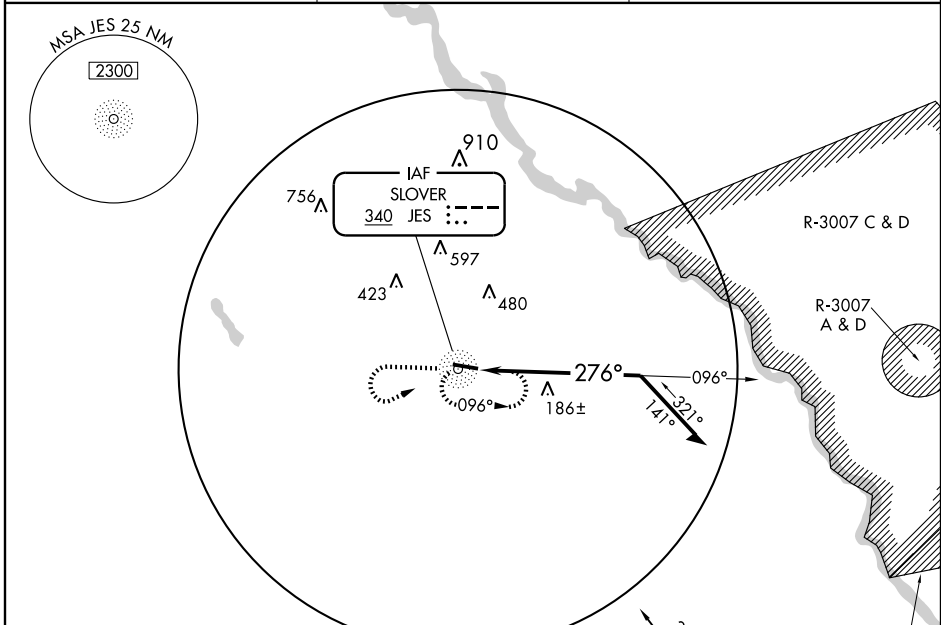 MSA JES 25 NM
2300
910
IAF
SLOVER
340 JES
756
597
423
480
R-3007 C & D
R-3007
A & D
276°
096°
096°
186±
321°
141°